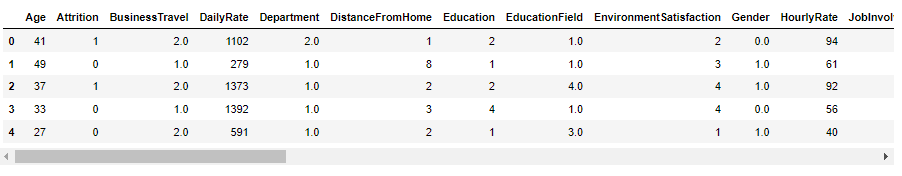 Age Attrition BusinessTravel DailyRate Department DistanceFromHome Education EducationField EnvironmentSatisfaction Gender HourlyRate JobInvol
0 41 1 2.0 1102 2.0 1 2 1.0 2 0.0 94
1 49 0 1.0 279 1.0 8 1 1.0 3 1.0 61
2 37 1 2.0 1373 1.0 2 2 4.0 4 1.0 92
3 33 0 1.0 1392 1.0 3 4 1.0 4 0.0 56
4 27 0 2.0 591 1.0 2 1 3.0 1 1.0 40